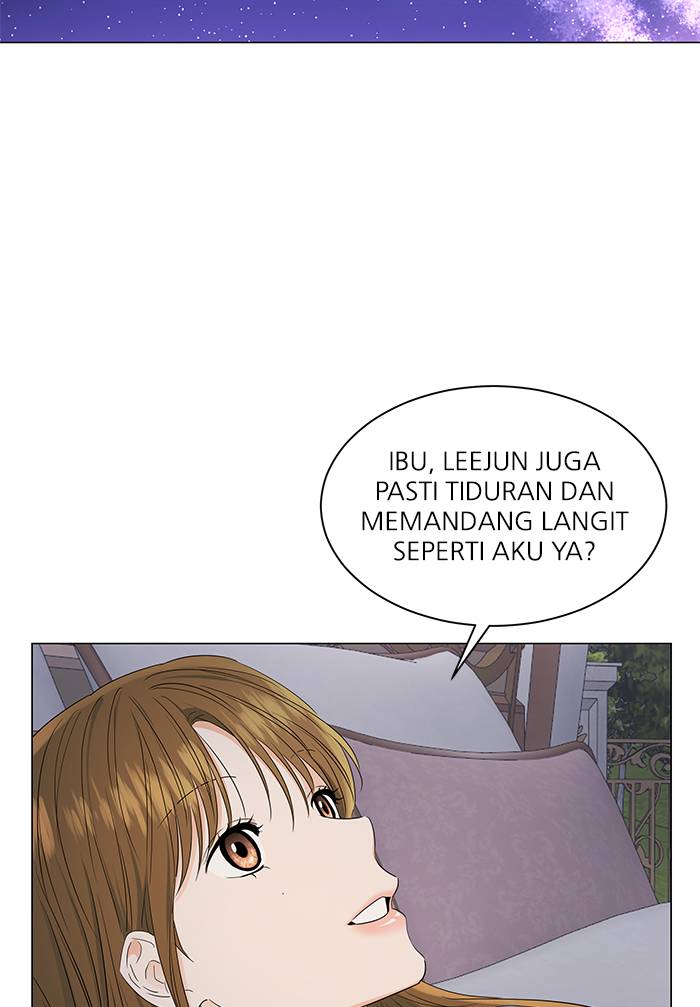 IBU, LEEJUN JUGA
PASTI TIDURAN DAN
MEMANDANG LANGIT
SEPERTI AKU YA?